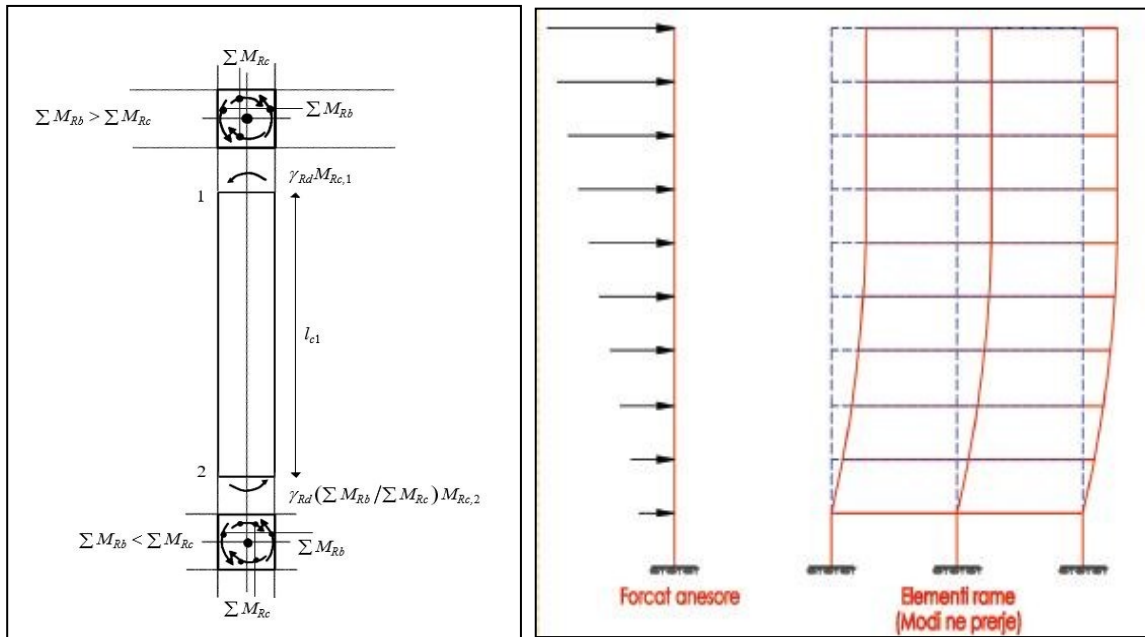 ∑ M_Rc
∑ M_Rb > ∑ M_Rc
∑ M_Rb
γ_Rd M_Rc,1
1
l_c1
2
γ_Rd (∑ M_Rb / ∑ M_Rc) M_Rc,2
∑ M_Rb < ∑ M_Rc
∑ M_Rb
∑ M_Rc
Forcat anesore
Elementi rame
(Modi ne prerje)